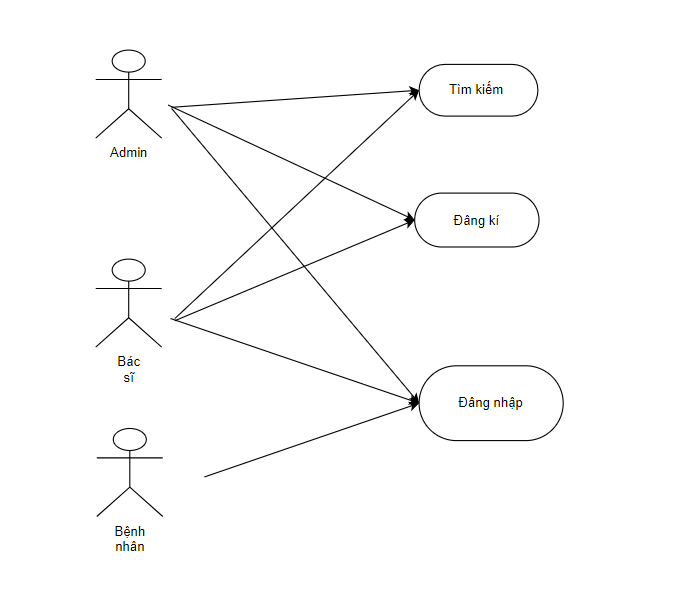 Tìm kiếm
Admin
Đăng kí
Bác
sĩ
Đăng nhập
Bệnh
nhân